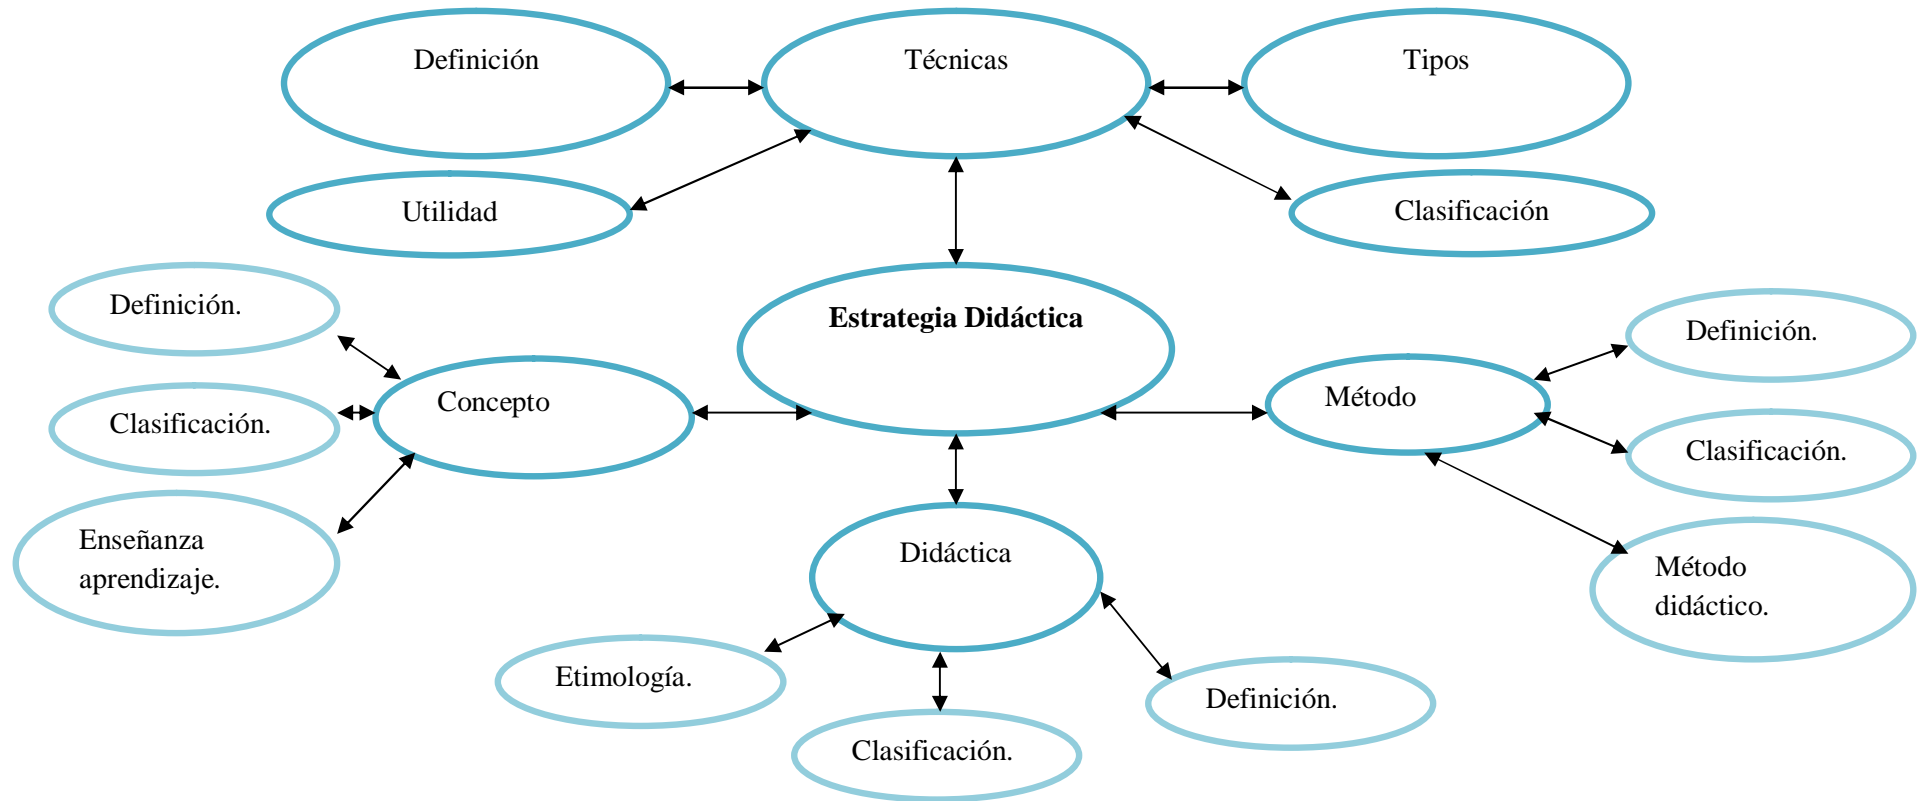 Definición
Técnicas
Tipos
Utilidad
Clasificación
Estrategia Didáctica
Definición.
Clasificación.
Enseñanza
aprendizaje.
Concepto
Método
Definición.
Clasificación.
Método
didáctico.
Didáctica
Etimología.
Clasificación.
Definición.